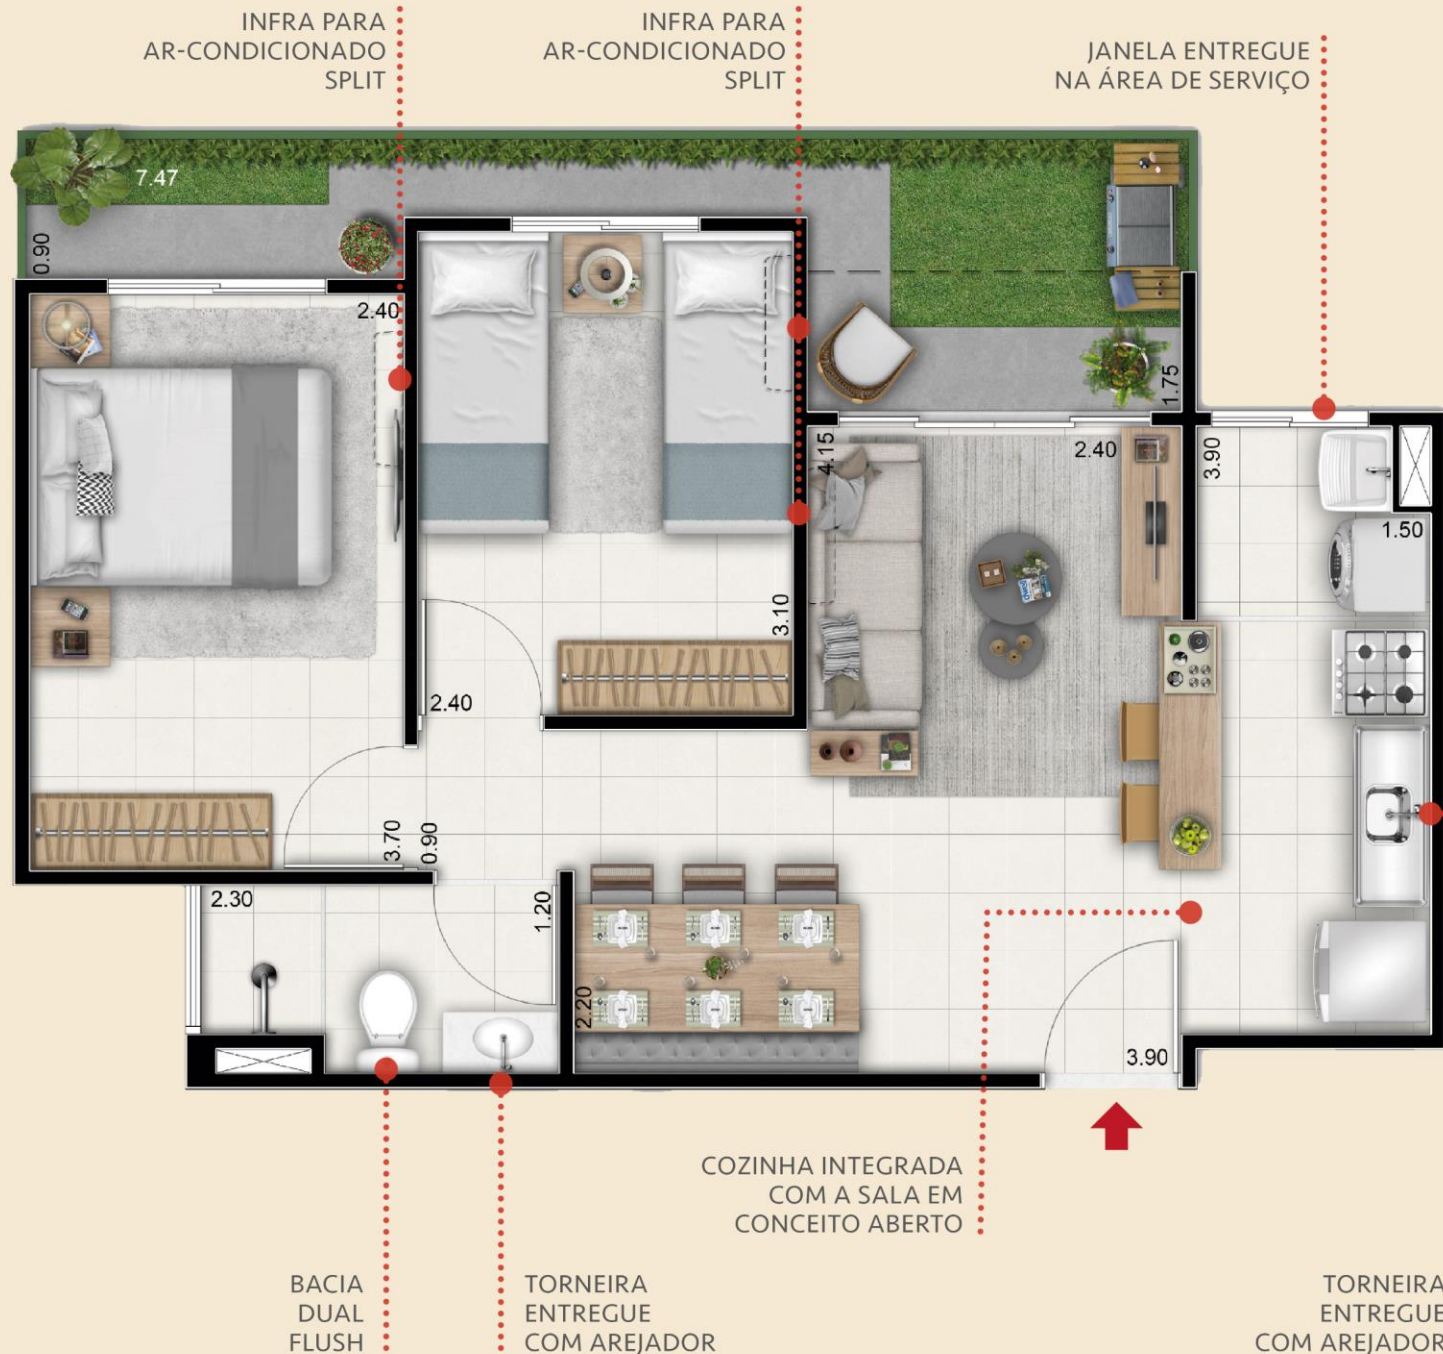 INFRA PARA
AR-CONDICIONADO
SPLIT
INFRA PARA
AR-CONDICIONADO
SPLIT
JANELA ENTREGUE
NA ÁREA DE SERVIÇO
7.47
0.90
2.40
1.75
4.15
2.40
3.90
1.50
3.10
2.40
3.70
0.90
2.30
1.20
2.20
3.90
COZINHA INTEGRADA
COM A SALA EM
CONCEITO ABERTO
BACIA
DUAL
FLUSH
TORNEIRA
ENTREGUE
COM AREJADOR
TORNEIRA
ENTREGUE
COM AREJADOR